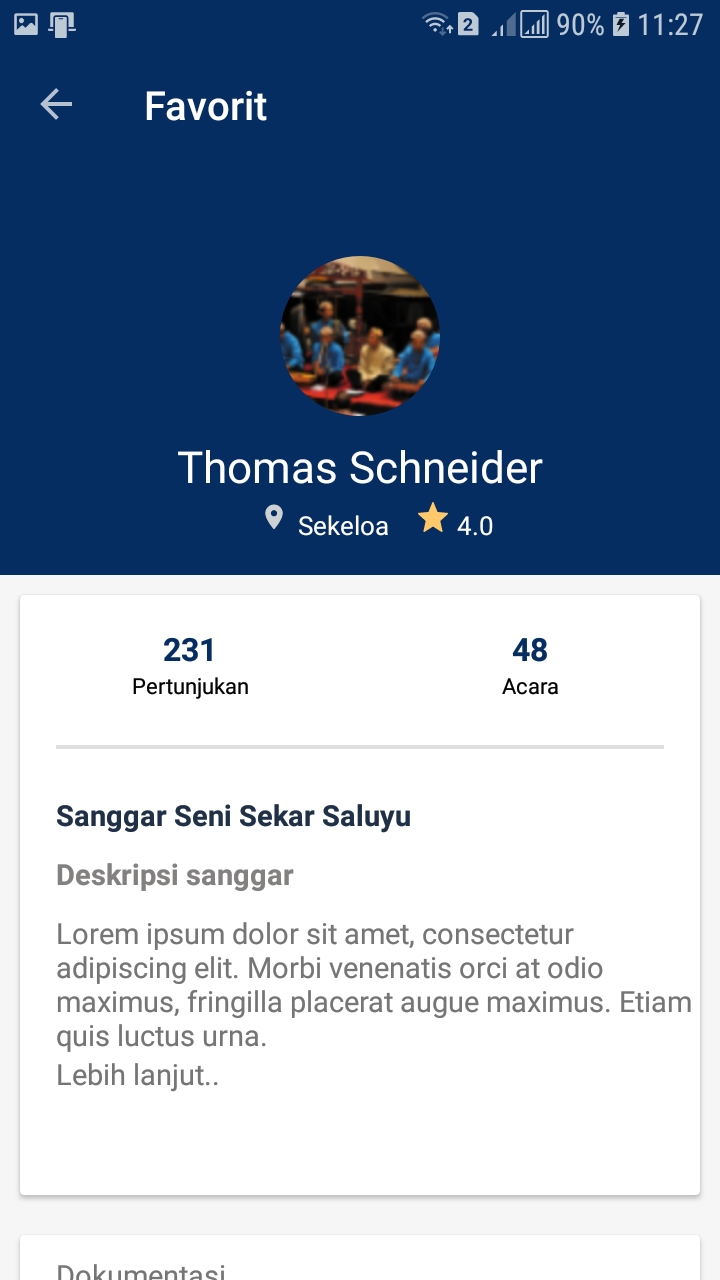 2 90% 11:27
Favorit
Thomas Schneider
Sekeloa 4.0
231 48
Pertunjukan Acara
Sanggar Seni Sekar Saluyu
Deskripsi sanggar
Lorem ipsum dolor sit amet, consectetur
adipiscing elit. Morbi venenatis orci at odio
maximus, fringilla placerat augue maximus. Etiam
quis luctus urna.
Lebih lanjut..
Dokumentasi